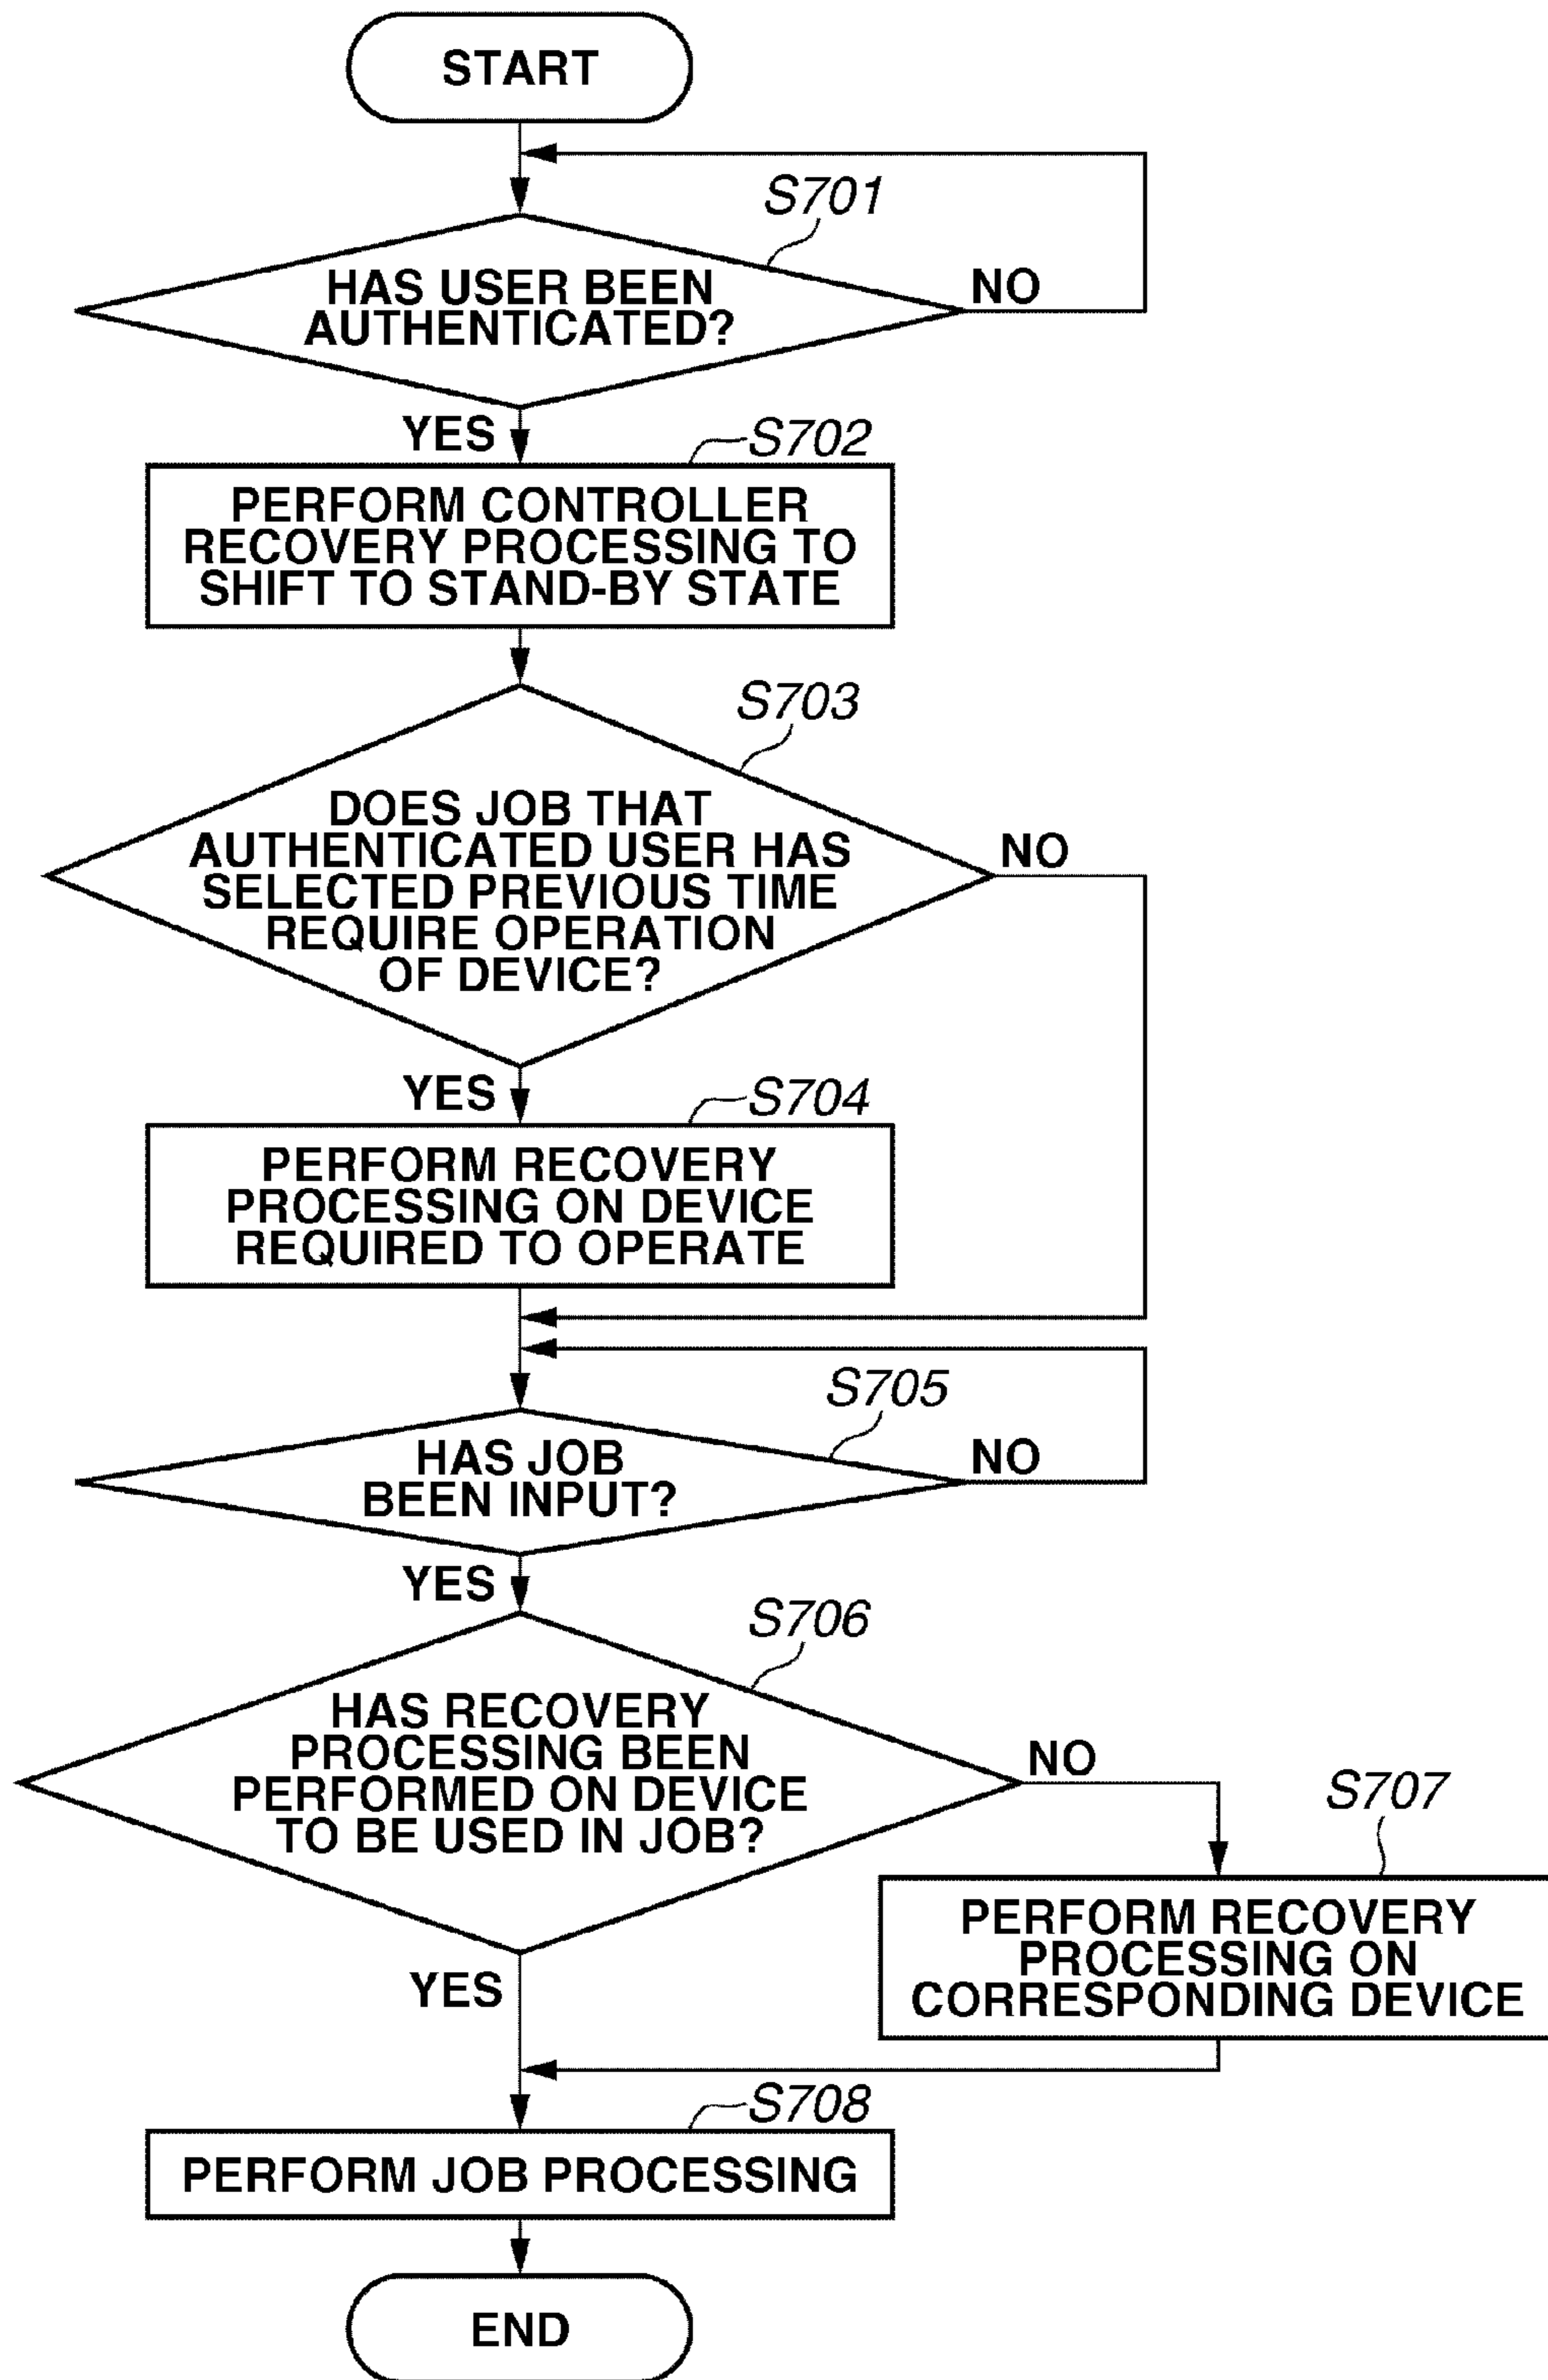 START
S701
HAS USER BEEN
AUTHENTICATED?
NO
YES
S702
PERFORM CONTROLLER
RECOVERY PROCESSING TO
SHIFT TO STAND-BY STATE
S703
DOES JOB THAT
AUTHENTICATED USER HAS
SELECTED PREVIOUS TIME
REQUIRE OPERATION
OF DEVICE?
NO
YES
S704
PERFORM RECOVERY
PROCESSING ON DEVICE
REQUIRED TO OPERATE
S705
HAS JOB
BEEN INPUT?
NO
YES
S706
HAS RECOVERY
PROCESSING BEEN
PERFORMED ON DEVICE
TO BE USED IN JOB?
NO
S707
PERFORM RECOVERY
PROCESSING ON
CORRESPONDING DEVICE
YES
S708
PERFORM JOB PROCESSING
END